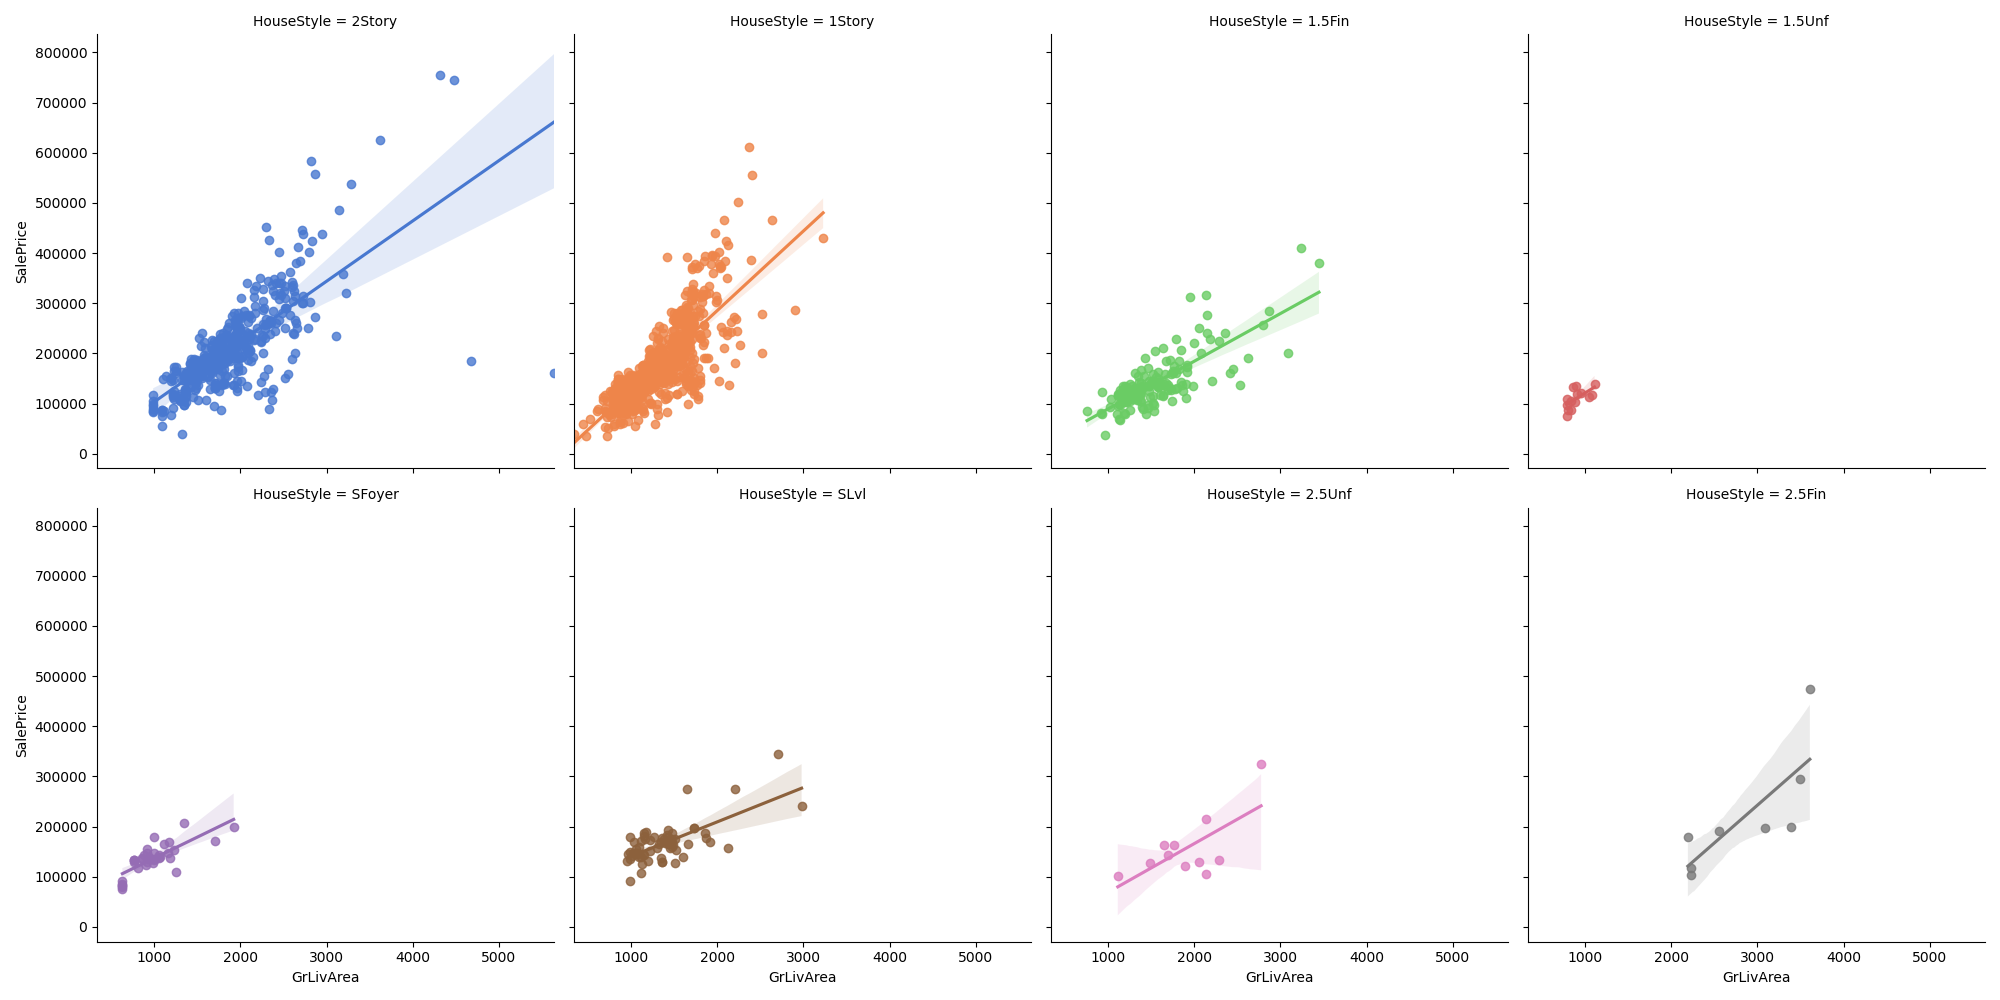 HouseStyle = 2Story
HouseStyle = 1Story
HouseStyle = 1.5Fin
HouseStyle = 1.5Unf
800000
700000
600000
500000
400000
300000
200000
100000
0
SalePrice
HouseStyle = SFoyer
HouseStyle = SLvl
HouseStyle = 2.5Unf
HouseStyle = 2.5Fin
800000
700000
600000
500000
400000
300000
200000
100000
0
SalePrice
1000 2000 3000 4000 5000
1000 2000 3000 4000 5000
1000 2000 3000 4000 5000
1000 2000 3000 4000 5000
GrLivArea
GrLivArea
GrLivArea
GrLivArea